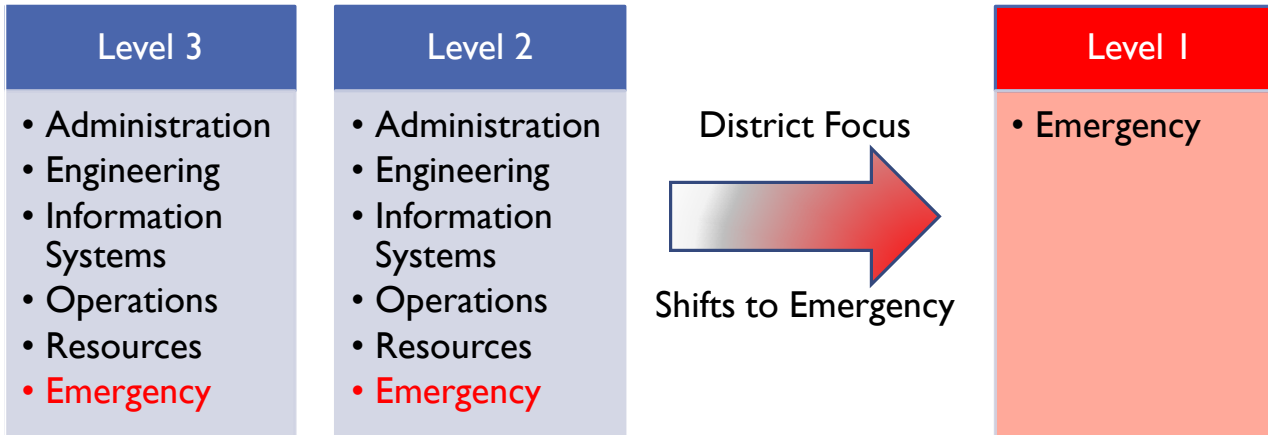 Level 3
• Administration
• Engineering
• Information
Systems
• Operations
• Resources
• Emergency
Level 2
• Administration
• Engineering
• Information
Systems
• Operations
• Resources
• Emergency
District Focus
Shifts to Emergency
Level 1
• Emergency